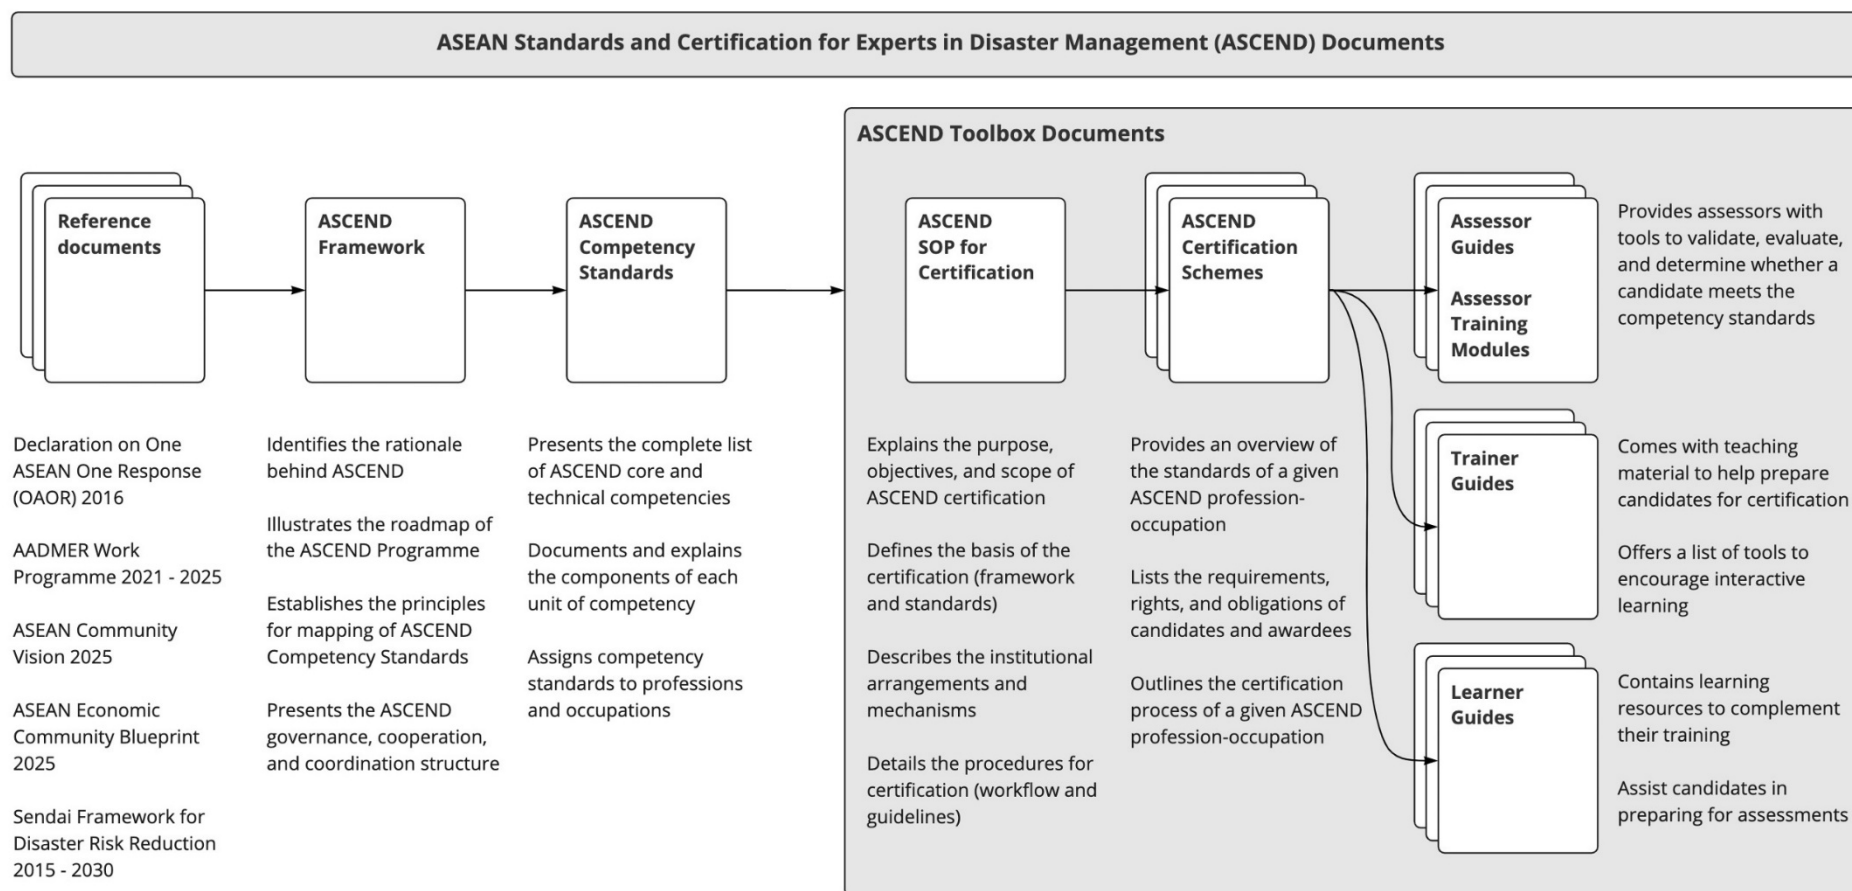 ASEAN Standards and Certification for Experts in Disaster Management (ASCEND) Documents
ASCEND Toolbox Documents
Reference
documents
ASCEND
Framework
ASCEND
Competency
Standards
ASCEND
SOP for
Certification
ASCEND
Certification
Schemes
Assessor
Guides
Assessor
Training
Modules
Provides assessors with
tools to validate, evaluate,
and determine whether a
candidate meets the
competency standards
Declaration on One
ASEAN One Response
(OAOR) 2016
AADMER Work
Programme 2021 - 2025
ASEAN Community
Vision 2025
ASEAN Economic
Community Blueprint
2025
Sendai Framework for
Disaster Risk Reduction
2015 - 2030
Identifies the rationale
behind ASCEND
Illustrates the roadmap of
the ASCEND Programme
Establishes the principles
for mapping of ASCEND
Competency Standards
Presents the ASCEND
governance, cooperation,
and coordination structure
Presents the complete list
of ASCEND core and
technical competencies
Documents and explains
the components of each
unit of competency
Assigns competency
standards to professions
and occupations
Explains the purpose,
objectives, and scope of
ASCEND certification
Defines the basis of the
certification (framework
and standards)
Describes the institutional
arrangements and
mechanisms
Details the procedures for
certification (workflow and
guidelines)
Provides an overview of
the standards of a given
ASCEND profession-
occupation
Lists the requirements,
rights, and obligations of
candidates and awardees
Outlines the certification
process of a given ASCEND
profession-occupation
Trainer
Guides
Comes with teaching
material to help prepare
candidates for certification
Offers a list of tools to
encourage interactive
learning
Learner
Guides
Contains learning
resources to complement
their training
Assist candidates in
preparing for assessments